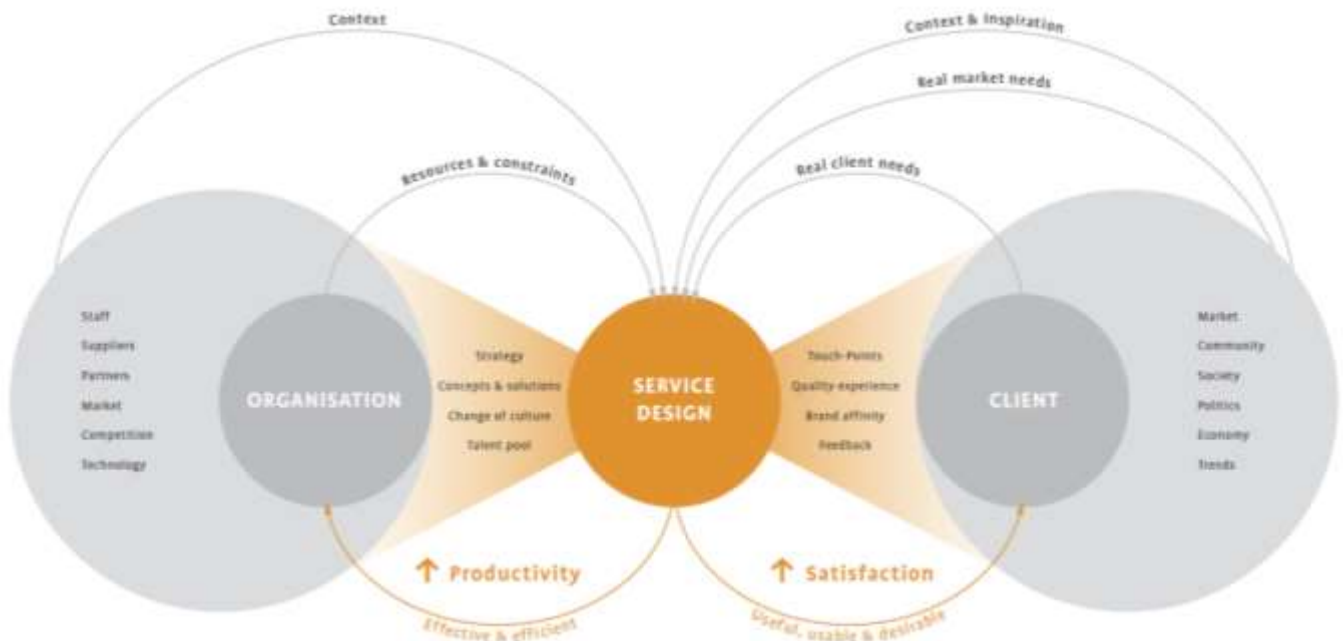 Context
Context & Inspiration
Real market needs
Resources & constraints
Real client needs
Staff
Suppliers
Partners
Market
Competition
Technology
ORGANISATION
Strategy
Concepts & solutions
Change of culture
Talent pool
SERVICE
DESIGN
Touch-Points
Quality experience
Brand affinity
Feedback
CLIENT
Market
Community
Society
Politics
Economy
Trends
↑ Productivity
Effective & efficient
↑ Satisfaction
Useful, usable & desirable